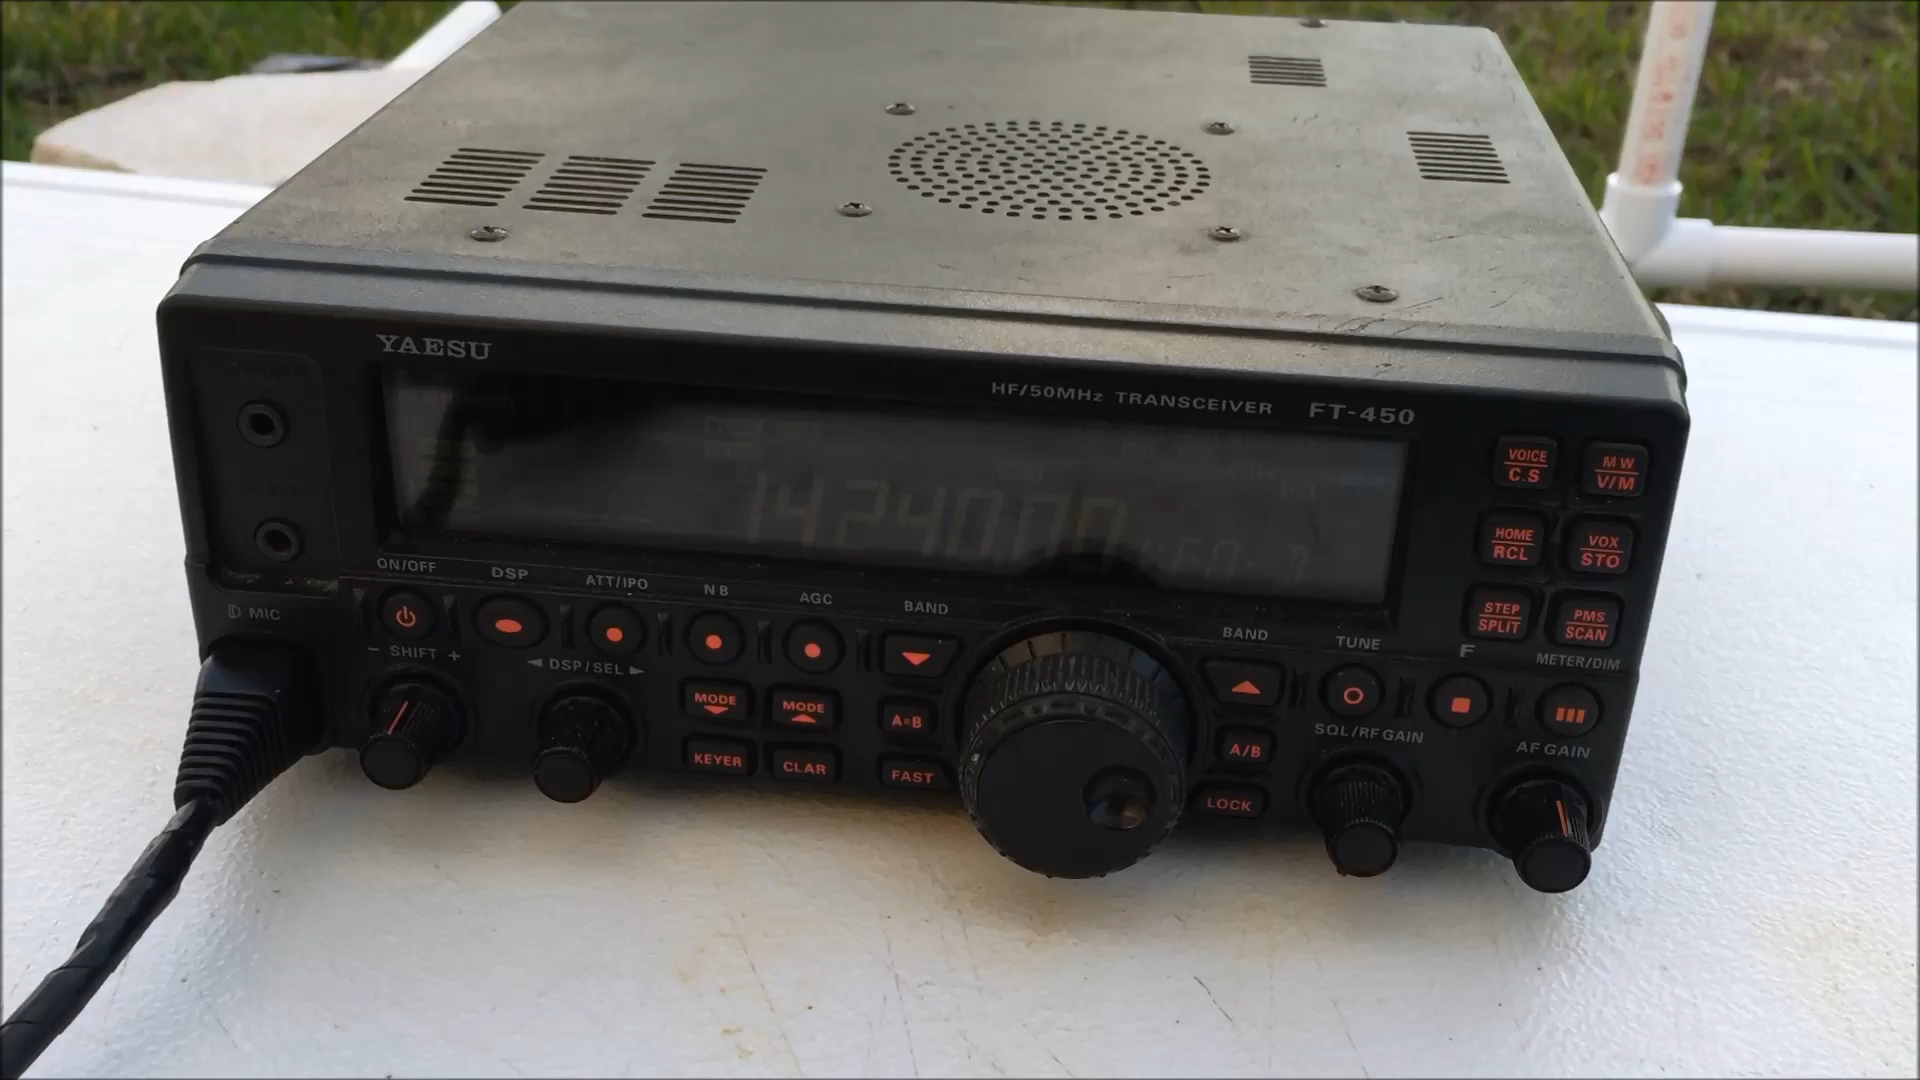 YAESU
HF/50MHz TRANSCEIVER FT-450
VOICE
C.S
MW
V/M
HOME
RCL
VOX
STO
STEP
SPLIT
PMS
SCAN
14.240.00
ON/OFF
DSP
ATT/IPO
NB
AGC
BAND
BAND
TUNE
F
METER/DIM
MIC
- SHIFT +
◄ DSP/SEL ►
MODE
MODE
A=B
KEYER
CLAR
FAST
A/B
LOCK
SQL/RF GAIN
AF GAIN